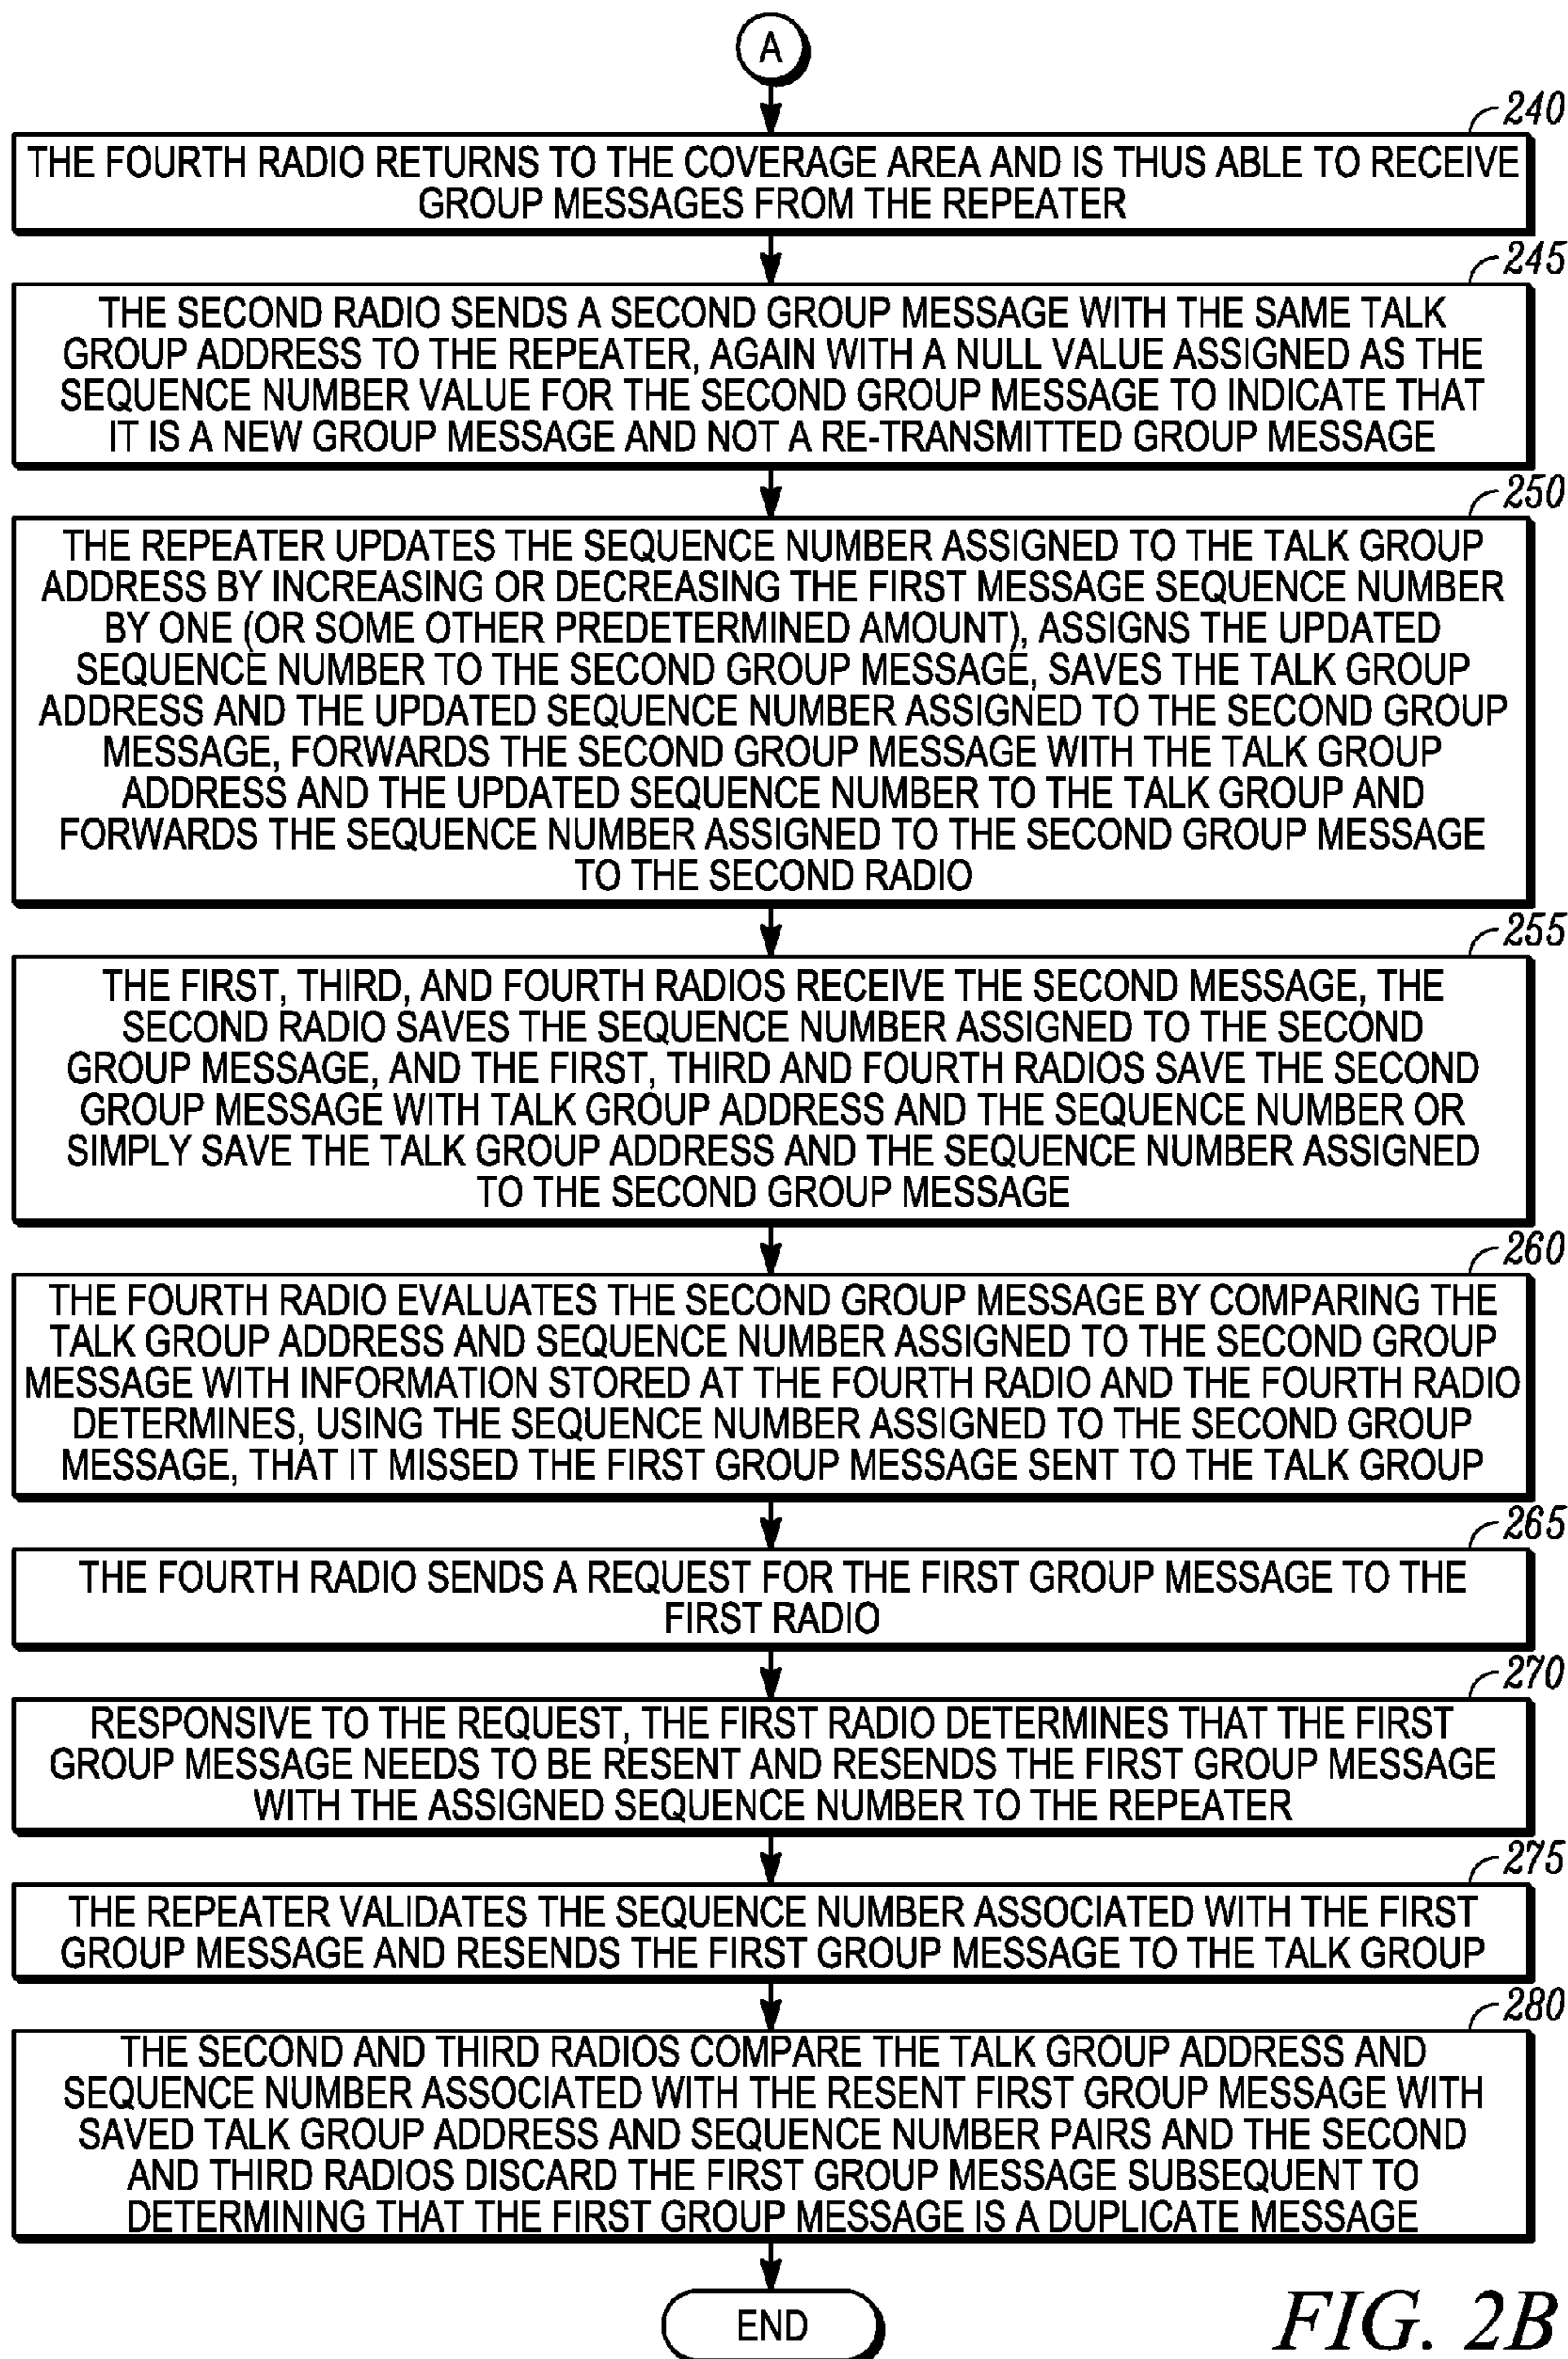 A
240
THE FOURTH RADIO RETURNS TO THE COVERAGE AREA AND IS THUS ABLE TO RECEIVE
GROUP MESSAGES FROM THE REPEATER
245
THE SECOND RADIO SENDS A SECOND GROUP MESSAGE WITH THE SAME TALK
GROUP ADDRESS TO THE REPEATER, AGAIN WITH A NULL VALUE ASSIGNED AS THE
SEQUENCE NUMBER VALUE FOR THE SECOND GROUP MESSAGE TO INDICATE THAT
IT IS A NEW GROUP MESSAGE AND NOT A RE-TRANSMITTED GROUP MESSAGE
250
THE REPEATER UPDATES THE SEQUENCE NUMBER ASSIGNED TO THE TALK GROUP
ADDRESS BY INCREASING OR DECREASING THE FIRST MESSAGE SEQUENCE NUMBER
BY ONE (OR SOME OTHER PREDETERMINED AMOUNT), ASSIGNS THE UPDATED
SEQUENCE NUMBER TO THE SECOND GROUP MESSAGE, SAVES THE TALK GROUP
ADDRESS AND THE UPDATED SEQUENCE NUMBER ASSIGNED TO THE SECOND GROUP
MESSAGE, FORWARDS THE SECOND GROUP MESSAGE WITH THE TALK GROUP
ADDRESS AND THE UPDATED SEQUENCE NUMBER TO THE TALK GROUP AND
FORWARDS THE SEQUENCE NUMBER ASSIGNED TO THE SECOND GROUP MESSAGE
TO THE SECOND RADIO
255
THE FIRST, THIRD, AND FOURTH RADIOS RECEIVE THE SECOND MESSAGE, THE
SECOND RADIO SAVES THE SEQUENCE NUMBER ASSIGNED TO THE SECOND
GROUP MESSAGE, AND THE FIRST, THIRD AND FOURTH RADIOS SAVE THE SECOND
GROUP MESSAGE WITH TALK GROUP ADDRESS AND THE SEQUENCE NUMBER OR
SIMPLY SAVE THE TALK GROUP ADDRESS AND THE SEQUENCE NUMBER ASSIGNED
TO THE SECOND GROUP MESSAGE
260
THE FOURTH RADIO EVALUATES THE SECOND GROUP MESSAGE BY COMPARING THE
TALK GROUP ADDRESS AND SEQUENCE NUMBER ASSIGNED TO THE SECOND GROUP
MESSAGE WITH INFORMATION STORED AT THE FOURTH RADIO AND THE FOURTH RADIO
DETERMINES, USING THE SEQUENCE NUMBER ASSIGNED TO THE SECOND GROUP
MESSAGE, THAT IT MISSED THE FIRST GROUP MESSAGE SENT TO THE TALK GROUP
265
THE FOURTH RADIO SENDS A REQUEST FOR THE FIRST GROUP MESSAGE TO THE
FIRST RADIO
270
RESPONSIVE TO THE REQUEST, THE FIRST RADIO DETERMINES THAT THE FIRST
GROUP MESSAGE NEEDS TO BE RESENT AND RESENDS THE FIRST GROUP MESSAGE
WITH THE ASSIGNED SEQUENCE NUMBER TO THE REPEATER
275
THE REPEATER VALIDATES THE SEQUENCE NUMBER ASSOCIATED WITH THE FIRST
GROUP MESSAGE AND RESENDS THE FIRST GROUP MESSAGE TO THE TALK GROUP
280
THE SECOND AND THIRD RADIOS COMPARE THE TALK GROUP ADDRESS AND
SEQUENCE NUMBER ASSOCIATED WITH THE RESENT FIRST GROUP MESSAGE WITH
SAVED TALK GROUP ADDRESS AND SEQUENCE NUMBER PAIRS AND THE SECOND
AND THIRD RADIOS DISCARD THE FIRST GROUP MESSAGE SUBSEQUENT TO
DETERMINING THAT THE FIRST GROUP MESSAGE IS A DUPLICATE MESSAGE
END
FIG. 2B